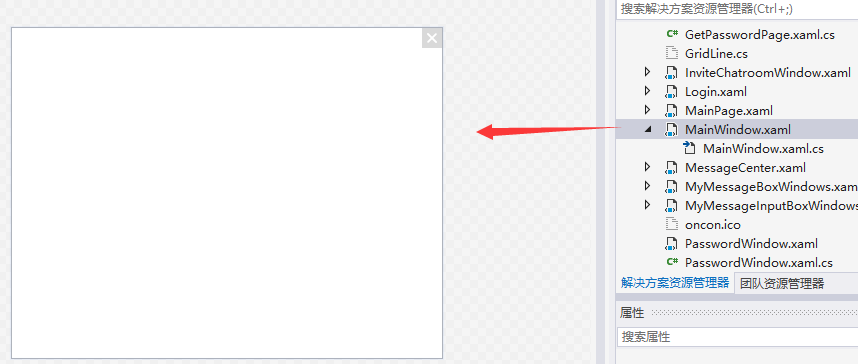 搜索解决方案资源管理器(Ctrl+;)
GetPasswordPage.xaml.cs
GridLine.cs
InviteChatroomWindow.xaml
Login.xaml
MainPage.xaml
MainWindow.xaml
MainWindow.xaml.cs
MessageCenter.xaml
MyMessageBoxWindows.xam
MyMessageInputBoxWindows
oncon.ico
PasswordWindow.xaml
PasswordWindow.xaml.cs
解决方案资源管理器 团队资源管理器
属性
搜索属性